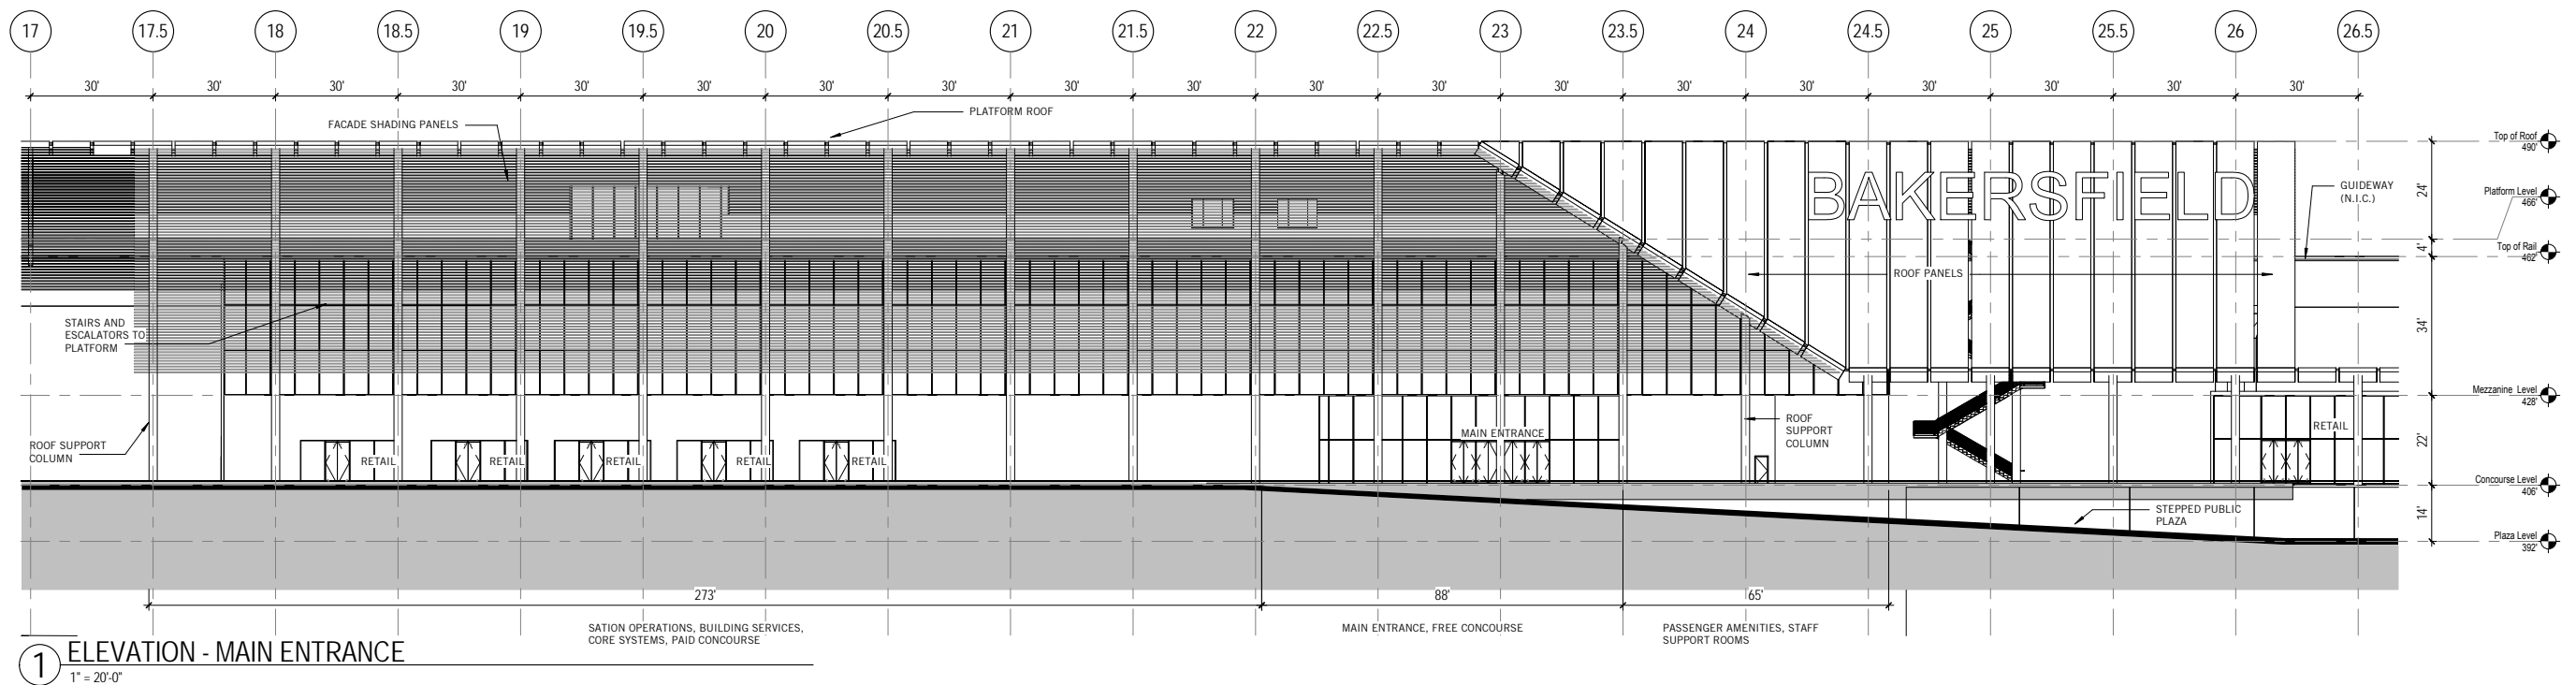 17 17.5 18 18.5 19 19.5 20 20.5 21 21.5 22 22.5 23 23.5 24 24.5 25 25.5 26 26.5
30' 30' 30' 30' 30' 30' 30' 30' 30' 30' 30' 30' 30' 30' 30' 30' 30' 30' 30'
PLATFORM ROOF
FACADE SHADING PANELS
Top of Roof
490'
BAKERSFIELD
GUIDEWAY
(N.I.C.)
24'
Platform Level
466'
4'
Top of Rail
462'
ROOF PANELS
STAIRS AND
ESCALATORS TO
PLATFORM
34'
Mezzanine Level
428'
ROOF SUPPORT
COLUMN
RETAIL
RETAIL
RETAIL
RETAIL
RETAIL
MAIN ENTRANCE
ROOF
SUPPORT
COLUMN
RETAIL
22'
Concourse Level
406'
STEPPED PUBLIC
PLAZA
14'
Plaza Level
392'
273' 88' 65'
SATION OPERATIONS, BUILDING SERVICES,
CORE SYSTEMS, PAID CONCOURSE
MAIN ENTRANCE, FREE CONCOURSE
PASSENGER AMENITIES, STAFF
SUPPORT ROOMS
1 ELEVATION - MAIN ENTRANCE
1" = 20'-0"